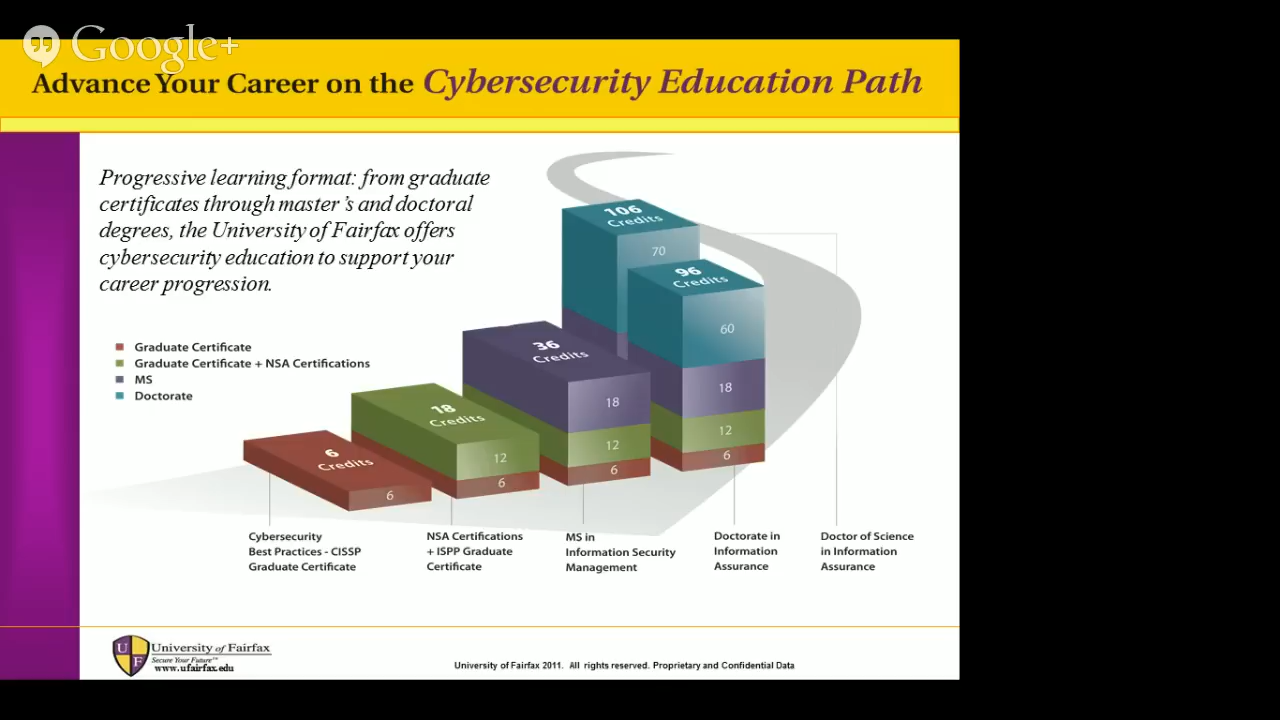 Google+
Advance Your Career on the Cybersecurity Education Path
Progressive learning format: from graduate
certificates through master's and doctoral
degrees, the University of Fairfax offers
cybersecurity education to support your
career progression.
Graduate Certificate
Graduate Certificate + NSA Certifications
MS
Doctorate
106
Credits
70
96
Credits
60
18
12
6
36
Credits
18
12
6
18
Credits
12
6
6
Credits
6
Cybersecurity
Best Practices - CISSP
Graduate Certificate
NSA Certifications
+ ISPP Graduate
Certificate
MS in
Information Security
Management
Doctorate in
Information
Assurance
Doctor of Science
in Information
Assurance
U F
University of Fairfax
Secure Your Future™
www.ufairfax.edu
University of Fairfax 2011. All rights reserved. Proprietary and Confidential Data